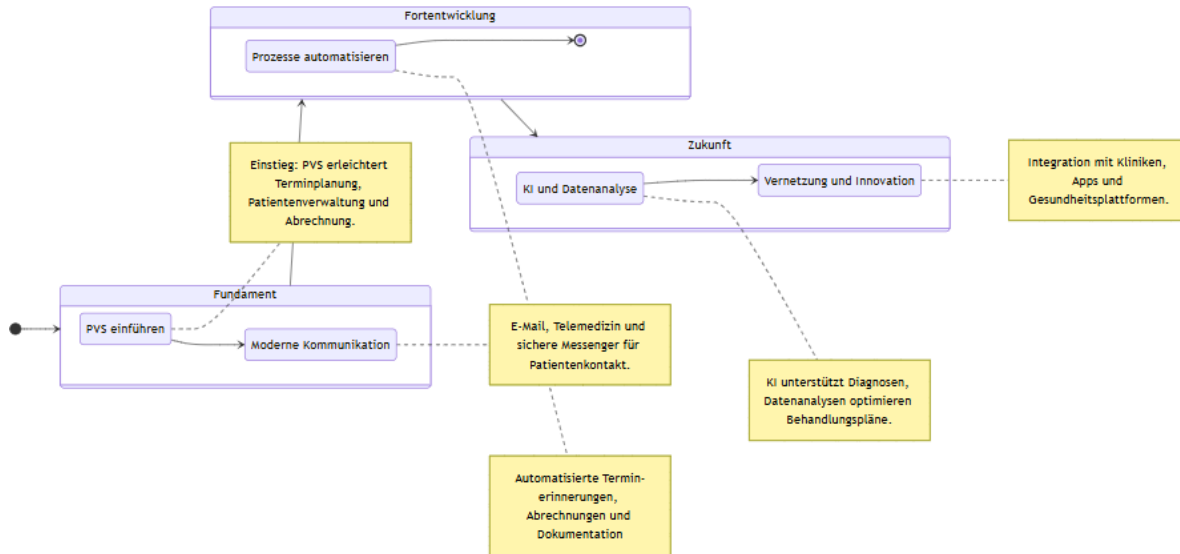 Fortentwicklung
Prozesse automatisieren
Zukunft
KI und Datenanalyse
Vernetzung und Innovation
Integration mit Kliniken,
Apps und
Gesundheitsplattformen.
Einstieg: PVS erleichtert
Terminplanung,
Patientenverwaltung und
Abrechnung.
Fundament
PVS einführen
Moderne Kommunikation
E-Mail, Telemedizin und
sichere Messenger für
Patientenkontakt.
KI unterstützt Diagnosen,
Datenanalysen optimieren
Behandlungspläne.
Automatisierte Termin-
erinnerungen,
Abrechnungen und
Dokumentation